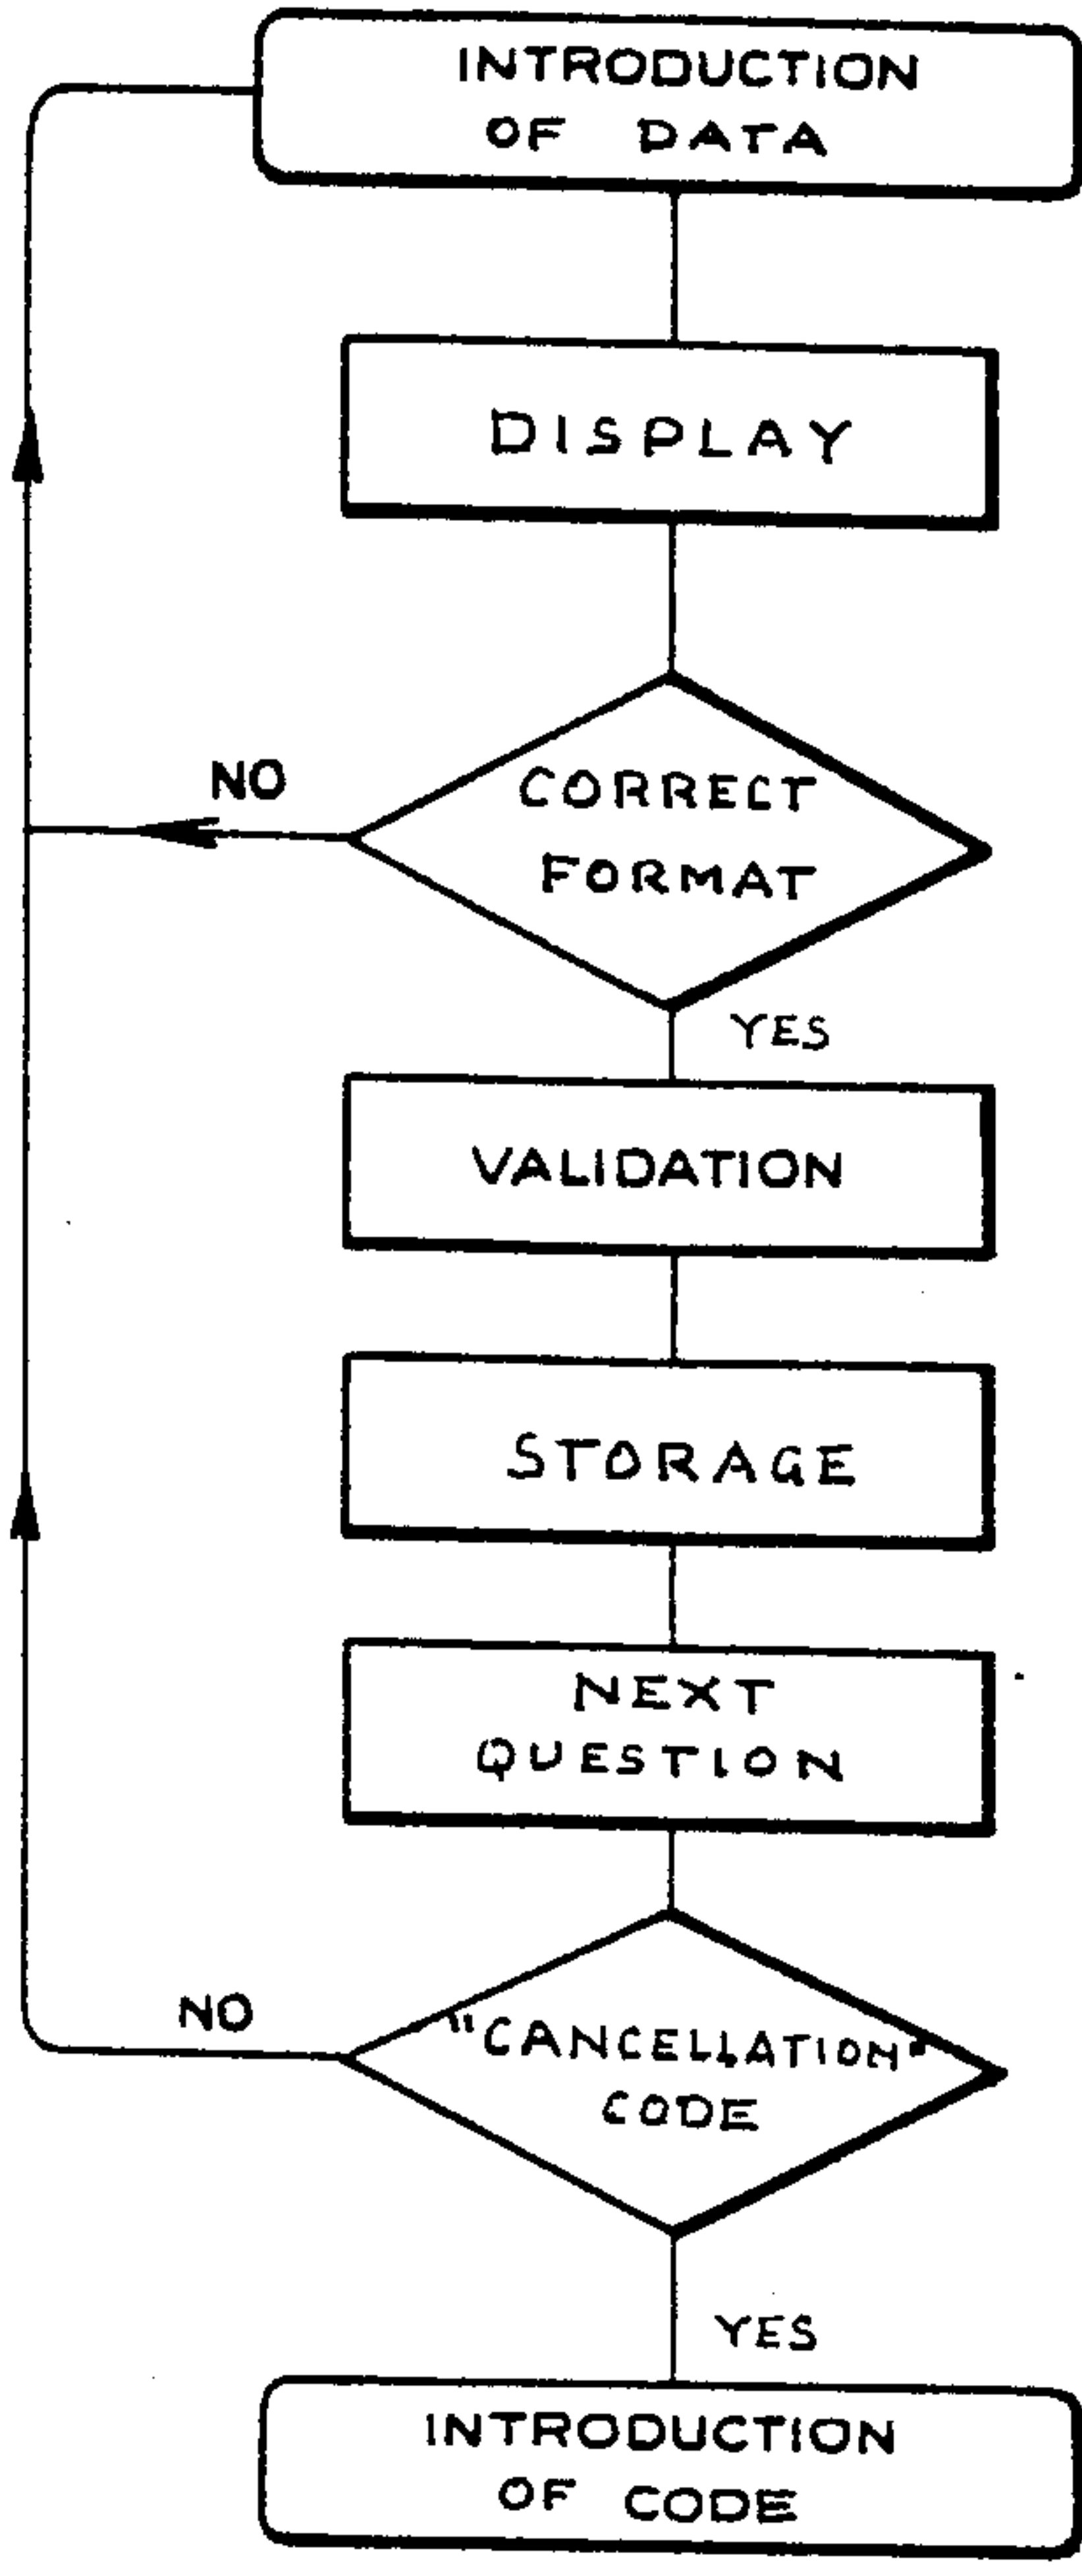 INTRODUCTION
OF DATA
DISPLAY
NO
CORRECT
FORMAT
YES
VALIDATION
STORAGE
NEXT
QUESTION
NO
"CANCELLATION"
CODE
YES
INTRODUCTION
OF CODE